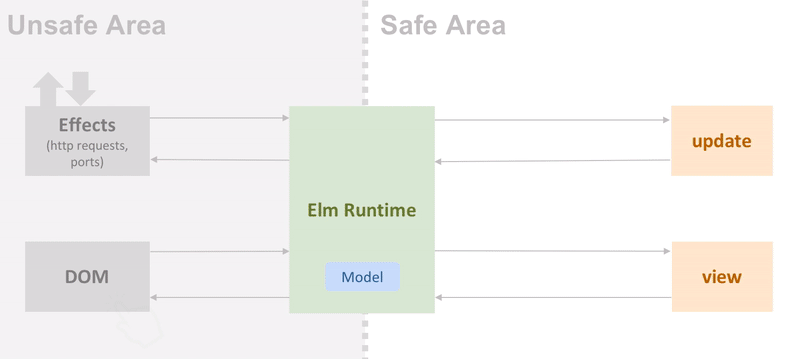 Unsafe Area
Safe Area
Effects
(http requests,
ports)
update
Elm Runtime
DOM
Model
view